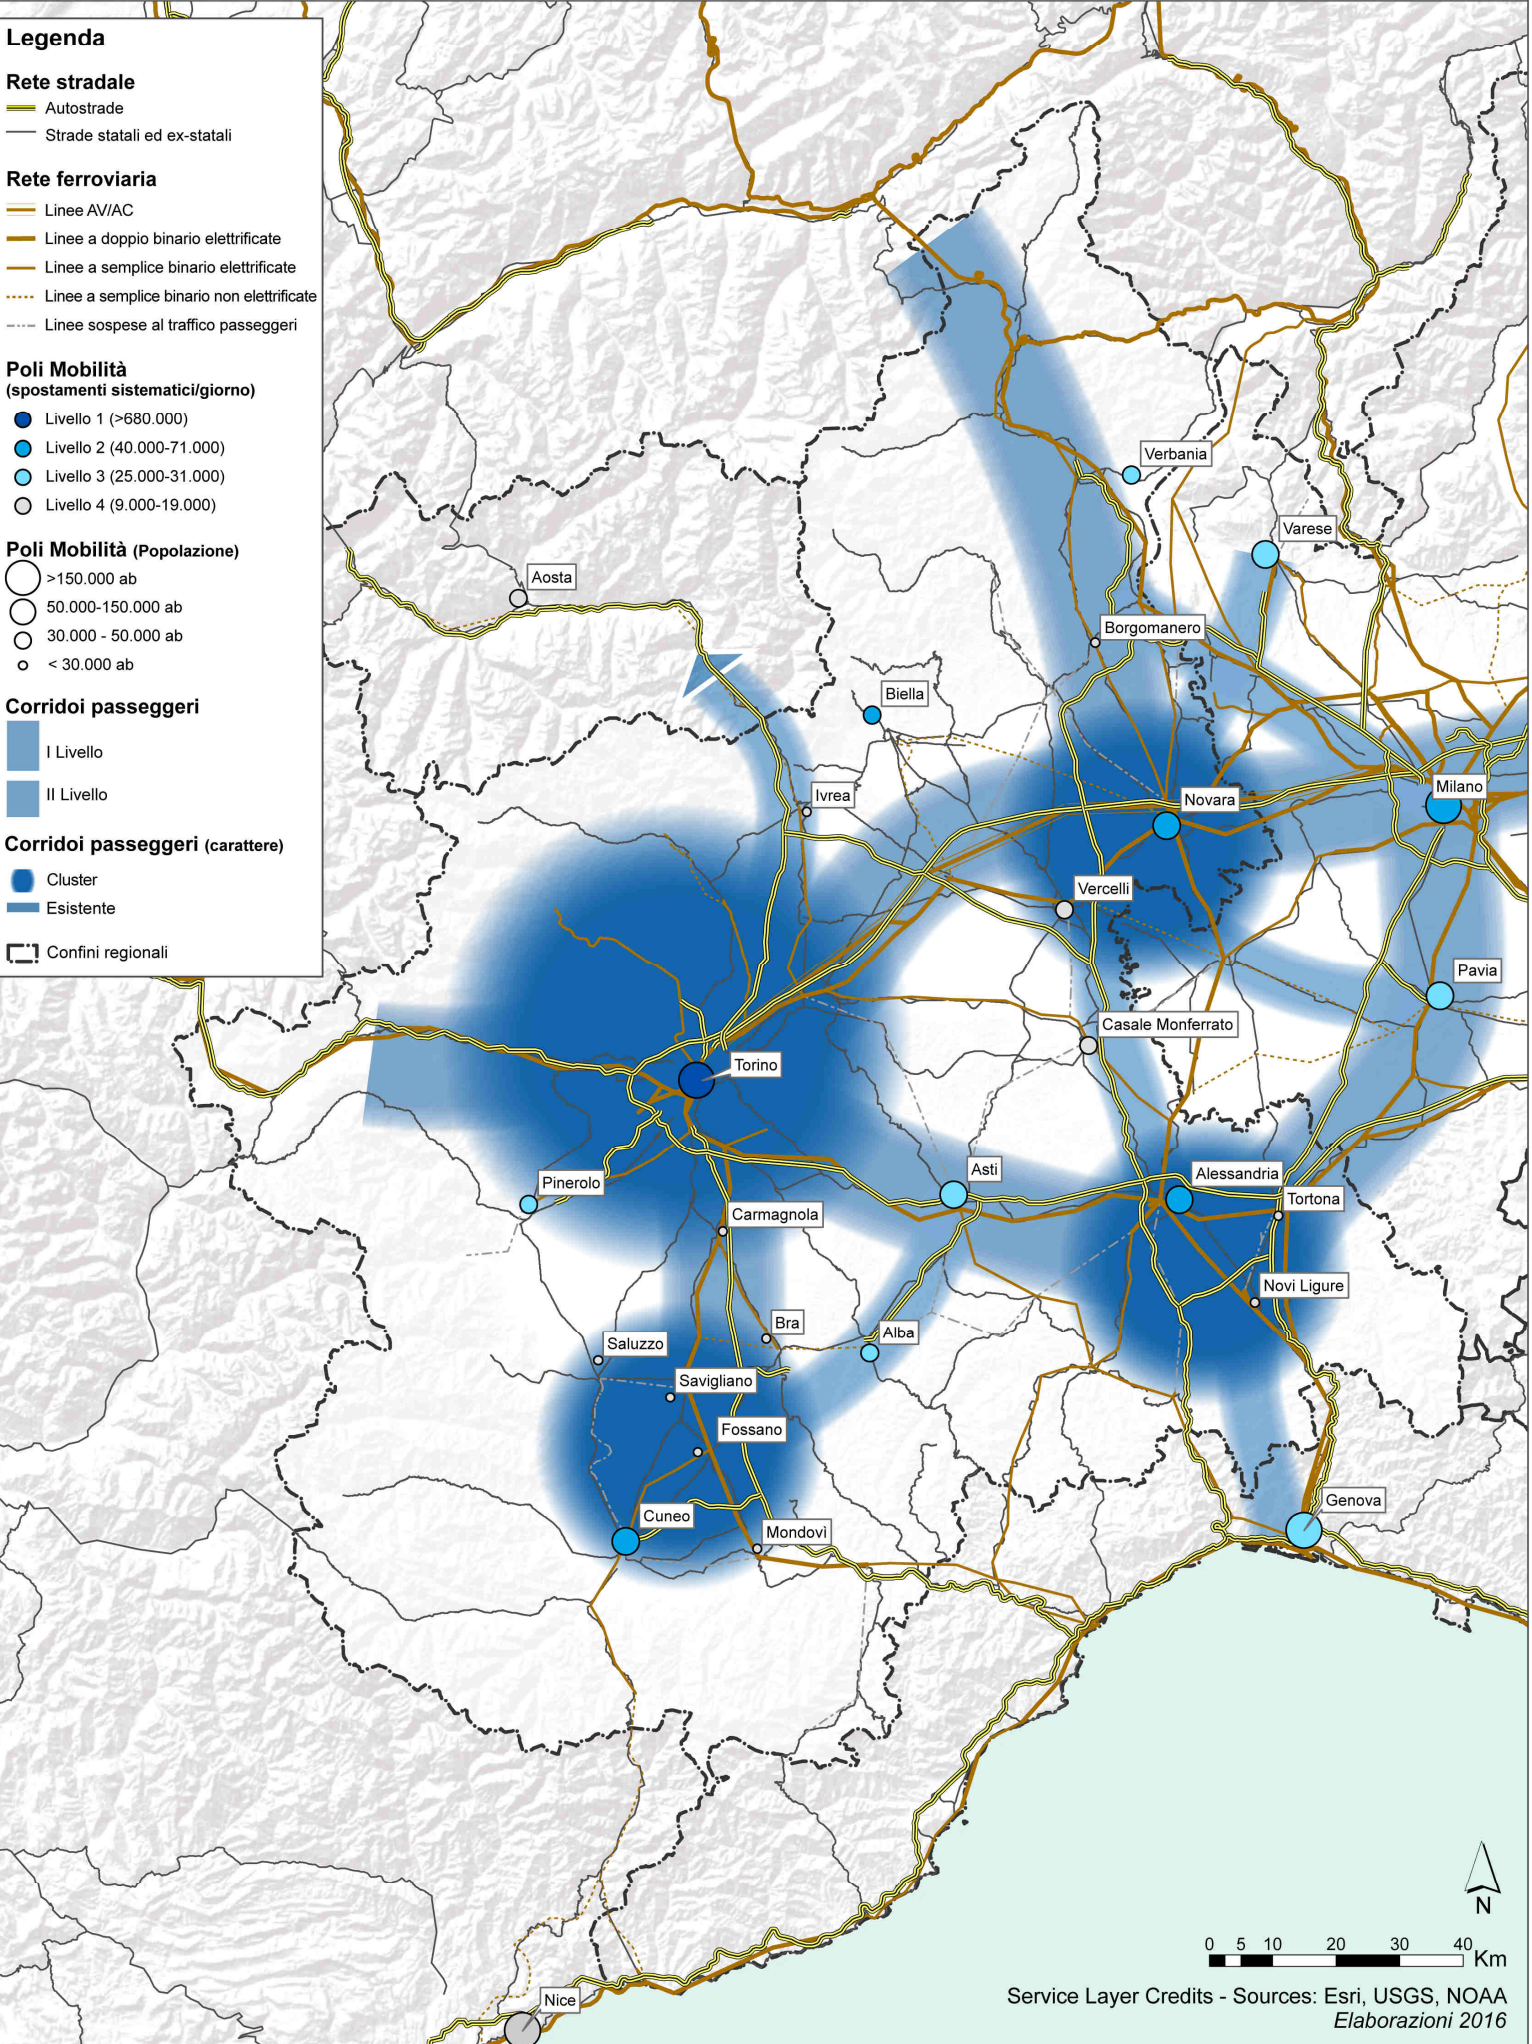 Legenda
Rete stradale
Autostrade
Strade statali ed ex-statali
Rete ferroviaria
Linee AV/AC
Linee a doppio binario elettrificate
Linee a semplice binario elettrificate
Linee a semplice binario non elettrificate
Linee sospese al traffico passeggeri
Poli Mobilità
(spostamenti sistematici/giorno)
Livello 1 (>680.000)
Livello 2 (40.000-71.000)
Livello 3 (25.000-31.000)
Livello 4 (9.000-19.000)
Poli Mobilità (Popolazione)
>150.000 ab
50.000-150.000 ab
30.000 - 50.000 ab
< 30.000 ab
Corridoi passeggeri
I Livello
II Livello
Corridoi passeggeri (carattere)
Cluster
Esistente
Confini regionali
Verbania
Varese
Aosta
Borgomanero
Biella
Ivrea
Novara
Milano
Vercelli
Pavia
Casale Monferrato
Torino
Asti
Alessandria
Pinerolo
Tortona
Carmagnola
Novi Ligure
Bra
Alba
Saluzzo
Savigliano
Fossano
Genova
Cuneo
Mondovì
Nice
N
0 5 10 20 30 40 Km
Service Layer Credits - Sources: Esri, USGS, NOAA
Elaborazioni 2016